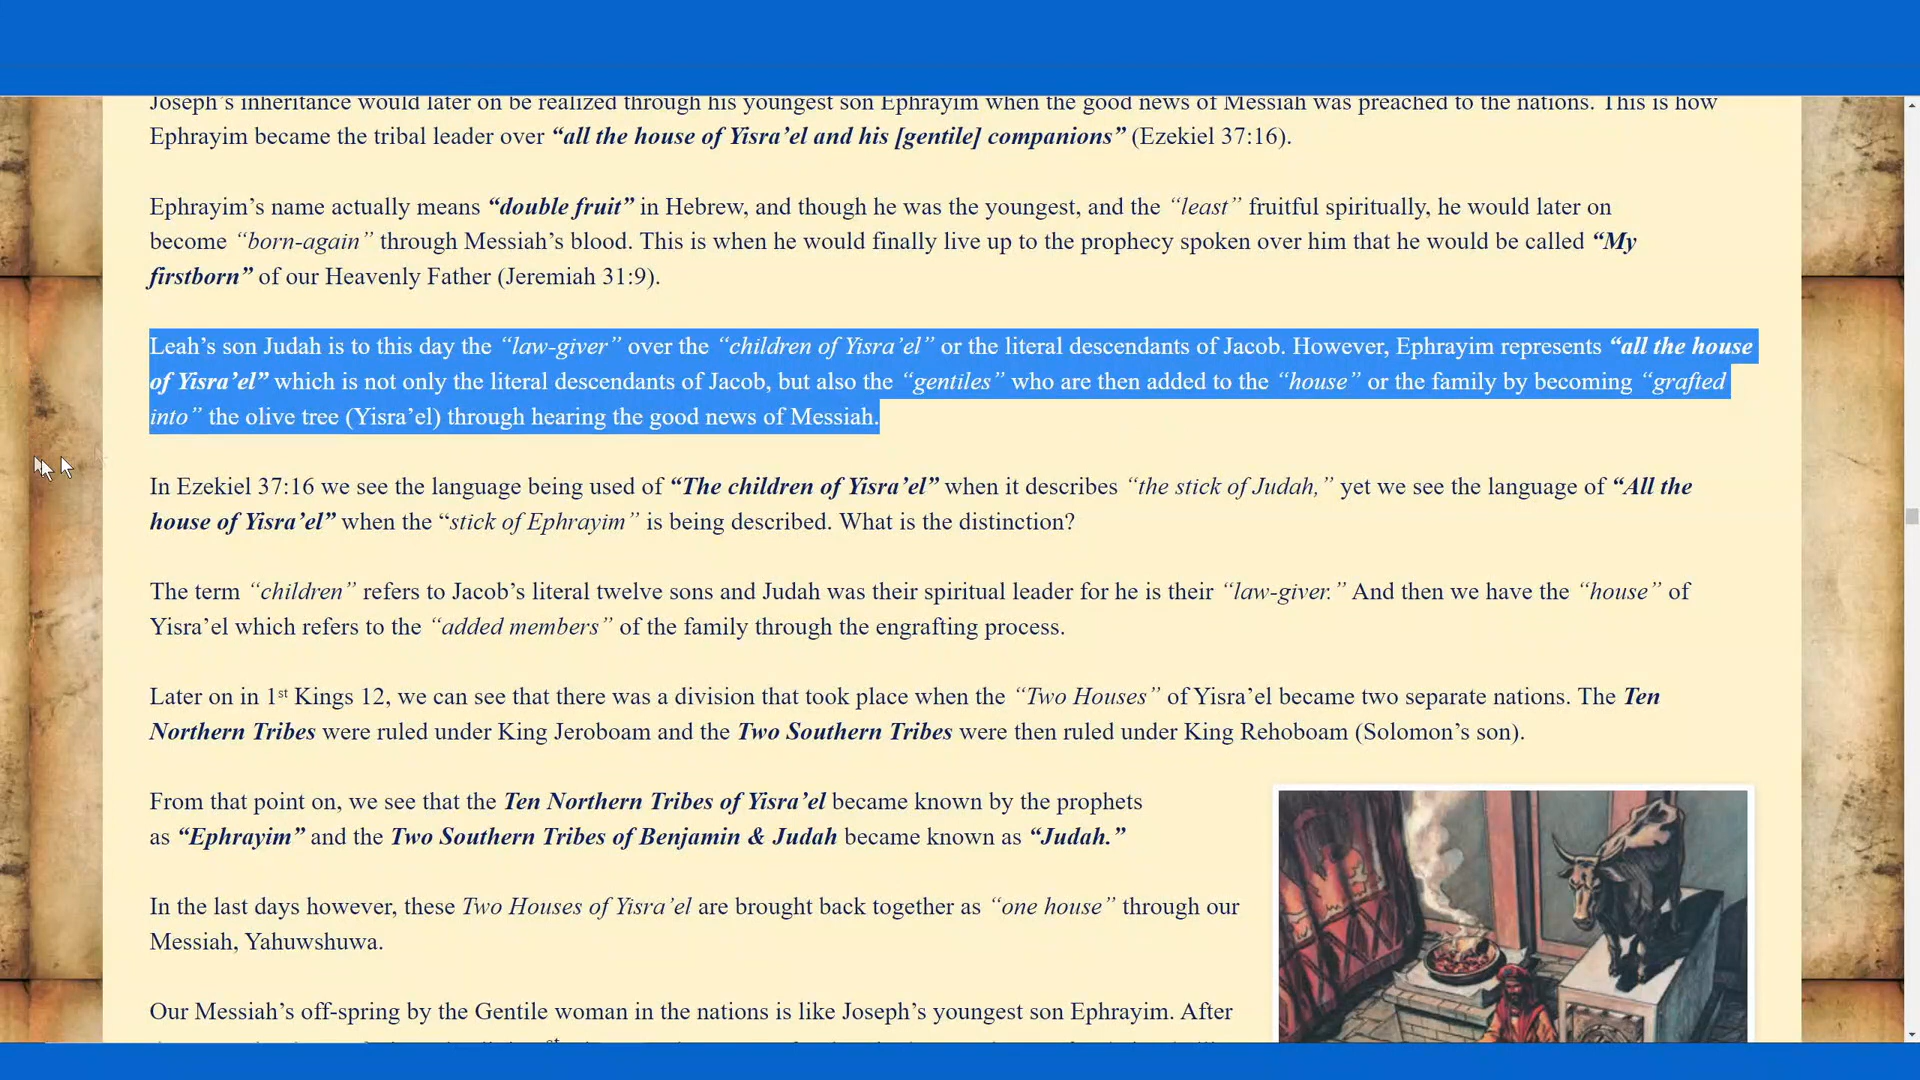 Joseph’s inheritance would later on be realized through his youngest son Ephrayim when the good news of Messiah was preached to the nations. This is how
Ephrayim became the tribal leader over “all the house of Yisra’el and his [gentile] companions” (Ezekiel 37:16).
Ephrayim’s name actually means “double fruit” in Hebrew, and though he was the youngest, and the “least” fruitful spiritually, he would later on
become “born-again” through Messiah’s blood. This is when he would finally live up to the prophecy spoken over him that he would be called “My
firstborn” of our Heavenly Father (Jeremiah 31:9).
Leah’s son Judah is to this day the “law-giver” over the “children of Yisra’el” or the literal descendants of Jacob. However, Ephrayim represents “all the house
of Yisra’el” which is not only the literal descendants of Jacob, but also the “gentiles” who are then added to the “house” or the family by becoming “grafted
into” the olive tree (Yisra’el) through hearing the good news of Messiah.
In Ezekiel 37:16 we see the language being used of “The children of Yisra’el” when it describes “the stick of Judah,” yet we see the language of “All the
house of Yisra’el” when the “stick of Ephrayim” is being described. What is the distinction?
The term “children” refers to Jacob’s literal twelve sons and Judah was their spiritual leader for he is their “law-giver.” And then we have the “house” of
Yisra’el which refers to the “added members” of the family through the engrafting process.
Later on in 1st Kings 12, we can see that there was a division that took place when the “Two Houses” of Yisra’el became two separate nations. The Ten
Northern Tribes were ruled under King Jeroboam and the Two Southern Tribes were then ruled under King Rehoboam (Solomon’s son).
From that point on, we see that the Ten Northern Tribes of Yisra’el became known by the prophets
as “Ephrayim” and the Two Southern Tribes of Benjamin & Judah became known as “Judah.”
In the last days however, these Two Houses of Yisra’el are brought back together as “one house” through our
Messiah, Yahuwshuwa.
Our Messiah’s off-spring by the Gentile woman in the nations is like Joseph’s youngest son Ephrayim. After